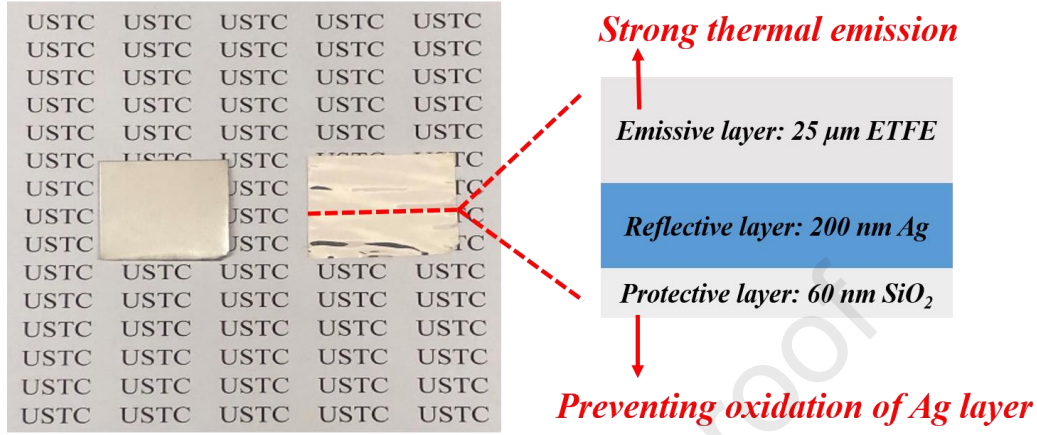 USTC USTC USTC USTC USTC
USTC USTC USTC USTC USTC
USTC USTC USTC USTC USTC
USTC USTC USTC USTC USTC
USTC USTC USTC USTC USTC
USTC USTC USTC USTC TC
USTC USTC TC
USTC USTC C
USTC USTC TC
USTC USTC USTC USTC USTC
USTC USTC USTC USTC USTC
USTC USTC USTC USTC USTC
USTC USTC USTC USTC USTC
USTC USTC USTC USTC USTC
USTC USTC USTC USTC USTC
Strong thermal emission
Emissive layer: 25 μm ETFE
Reflective layer: 200 nm Ag
Protective layer: 60 nm SiO₂
Preventing oxidation of Ag layer
roof